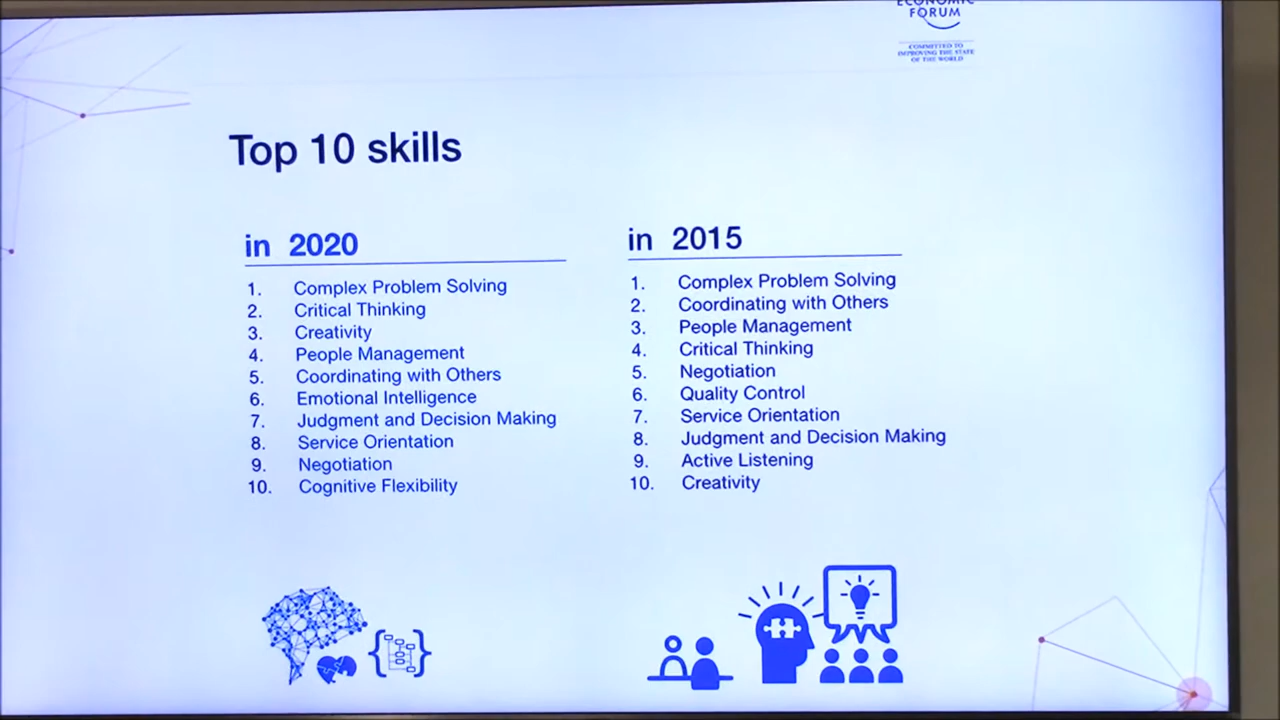 ECONOMIC
FORUM
COMMITTED TO
IMPROVING THE STATE
OF THE WORLD
Top 10 skills
in 2020
1. Complex Problem Solving
2. Critical Thinking
3. Creativity
4. People Management
5. Coordinating with Others
6. Emotional Intelligence
7. Judgment and Decision Making
8. Service Orientation
9. Negotiation
10. Cognitive Flexibility
in 2015
1. Complex Problem Solving
2. Coordinating with Others
3. People Management
4. Critical Thinking
5. Negotiation
6. Quality Control
7. Service Orientation
8. Judgment and Decision Making
9. Active Listening
10. Creativity